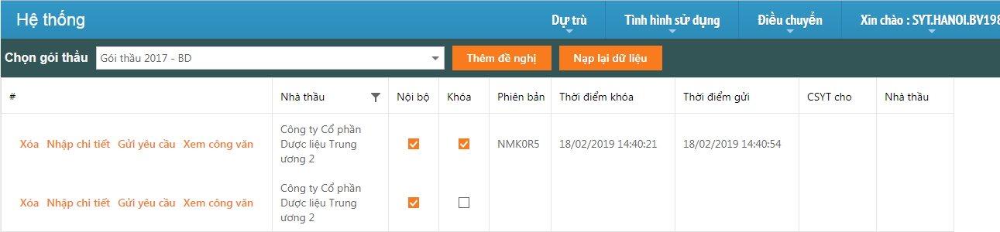 Hệ thống Dự trù Tình hình sử dụng Điều chuyển Xin chào : SYT.HANOI.BV198
Chọn gói thầu Gói thầu 2017 - BD Thêm đề nghị Nạp lại dữ liệu
# Nhà thầu Nội bộ Khóa Phiên bản Thời điểm khóa Thời điểm gửi CSYT cho Nhà thầu
Xóa Nhập chi tiết Gửi yêu cầu Xem công văn
Công ty Cổ phần
Dược liệu Trung
ương 2
NMK0R5 18/02/2019 14:40:21 18/02/2019 14:40:54
Xóa Nhập chi tiết Gửi yêu cầu Xem công văn
Công ty Cổ phần
Dược liệu Trung
ương 2